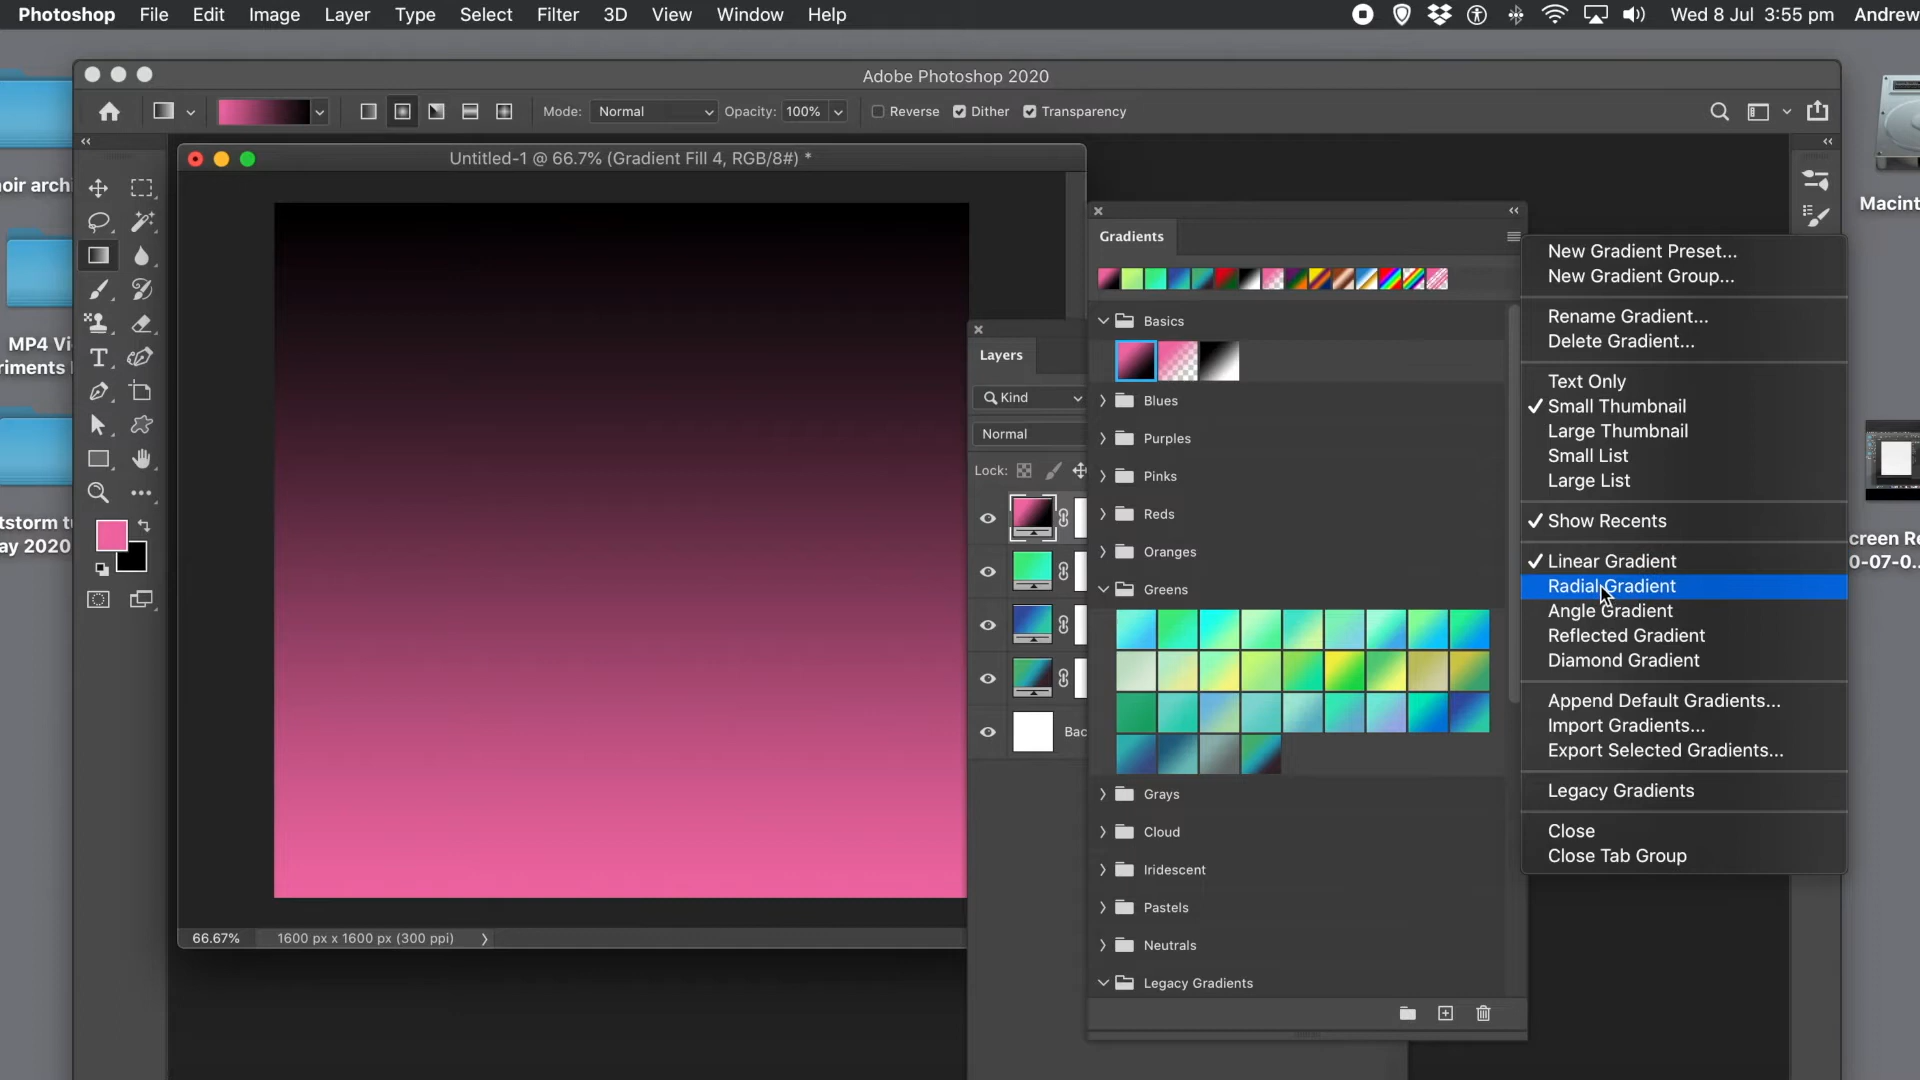 Photoshop File Edit Image Layer Type Select Filter 3D View Window Help Wed 8 Jul 3:55 pm Andrew
Adobe Photoshop 2020
Mode: Normal Opacity: 100% Reverse Dither Transparency
Untitled-1 @ 66.7% (Gradient Fill 4, RGB/8#) *
noir archi
MP4 Vi
riments
tstorm tu
ay 2020
Macint
creen Re
0-07-0...
Layers
Kind
Normal
Lock:
Bac
66.67% 1600 px x 1600 px (300 ppi)
Gradients
Basics
Blues
Purples
Pinks
Reds
Oranges
Greens
Grays
Cloud
Iridescent
Pastels
Neutrals
Legacy Gradients
New Gradient Preset...
New Gradient Group...
Rename Gradient...
Delete Gradient...
Text Only
Small Thumbnail
Large Thumbnail
Small List
Large List
Show Recents
Linear Gradient
Radial Gradient
Angle Gradient
Reflected Gradient
Diamond Gradient
Append Default Gradients...
Import Gradients...
Export Selected Gradients...
Legacy Gradients
Close
Close Tab Group